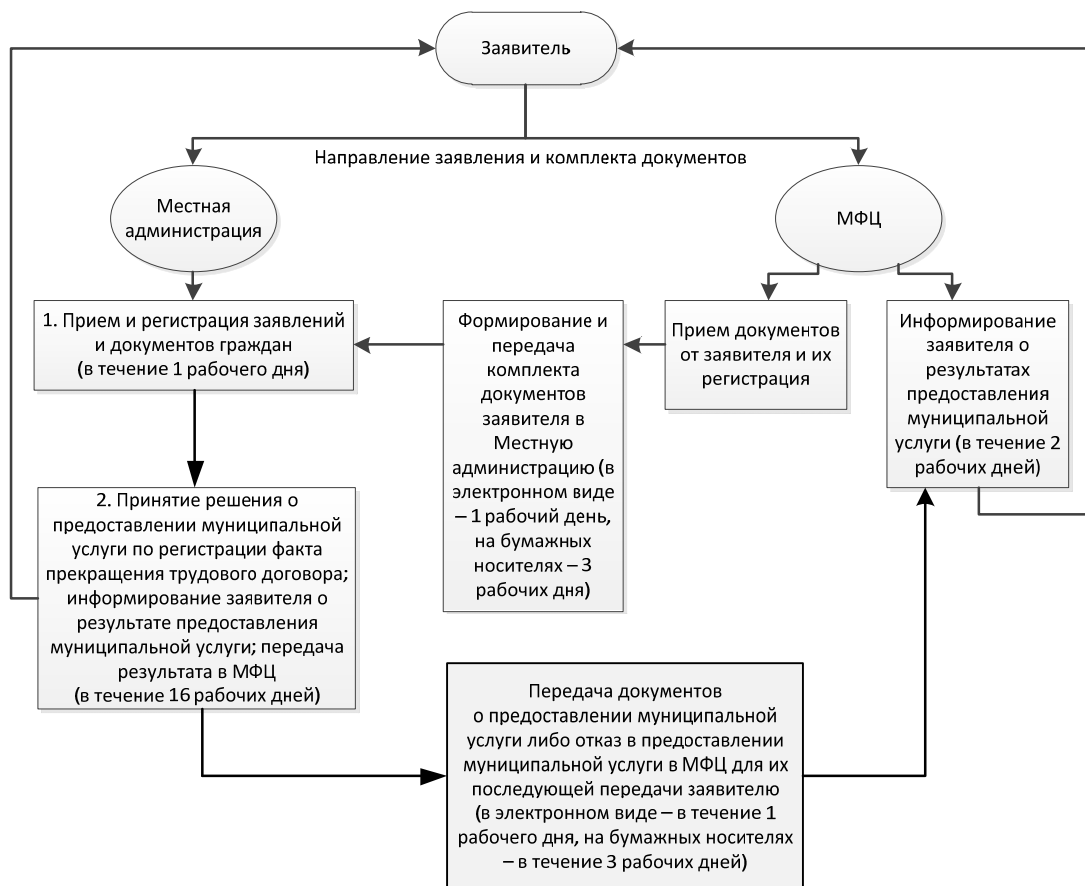 Заявитель
Направление заявления и комплекта документов
Местная
администрация
МФЦ
1. Прием и регистрация заявлений
и документов граждан
(в течение 1 рабочего дня)
Формирование и
передача
комплекта
документов
заявителя в
Местную
администрацию (в
электронном виде
– 1 рабочий день,
на бумажных
носителях – 3
рабочих дня)
Прием документов
от заявителя и их
регистрация
Информирование
заявителя о
результатах
предоставления
муниципальной
услуги (в течение 2
рабочих дней)
2. Принятие решения о
предоставлении муниципальной
услуги по регистрации факта
прекращения трудового договора;
информирование заявителя о
результате предоставления
муниципальной услуги; передача
результата в МФЦ
(в течение 16 рабочих дней)
Передача документов
о предоставлении муниципальной
услуги либо отказ в предоставлении
муниципальной услуги в МФЦ для их
последующей передачи заявителю
(в электронном виде – в течение 1
рабочего дня, на бумажных носителях
– в течение 3 рабочих дней)